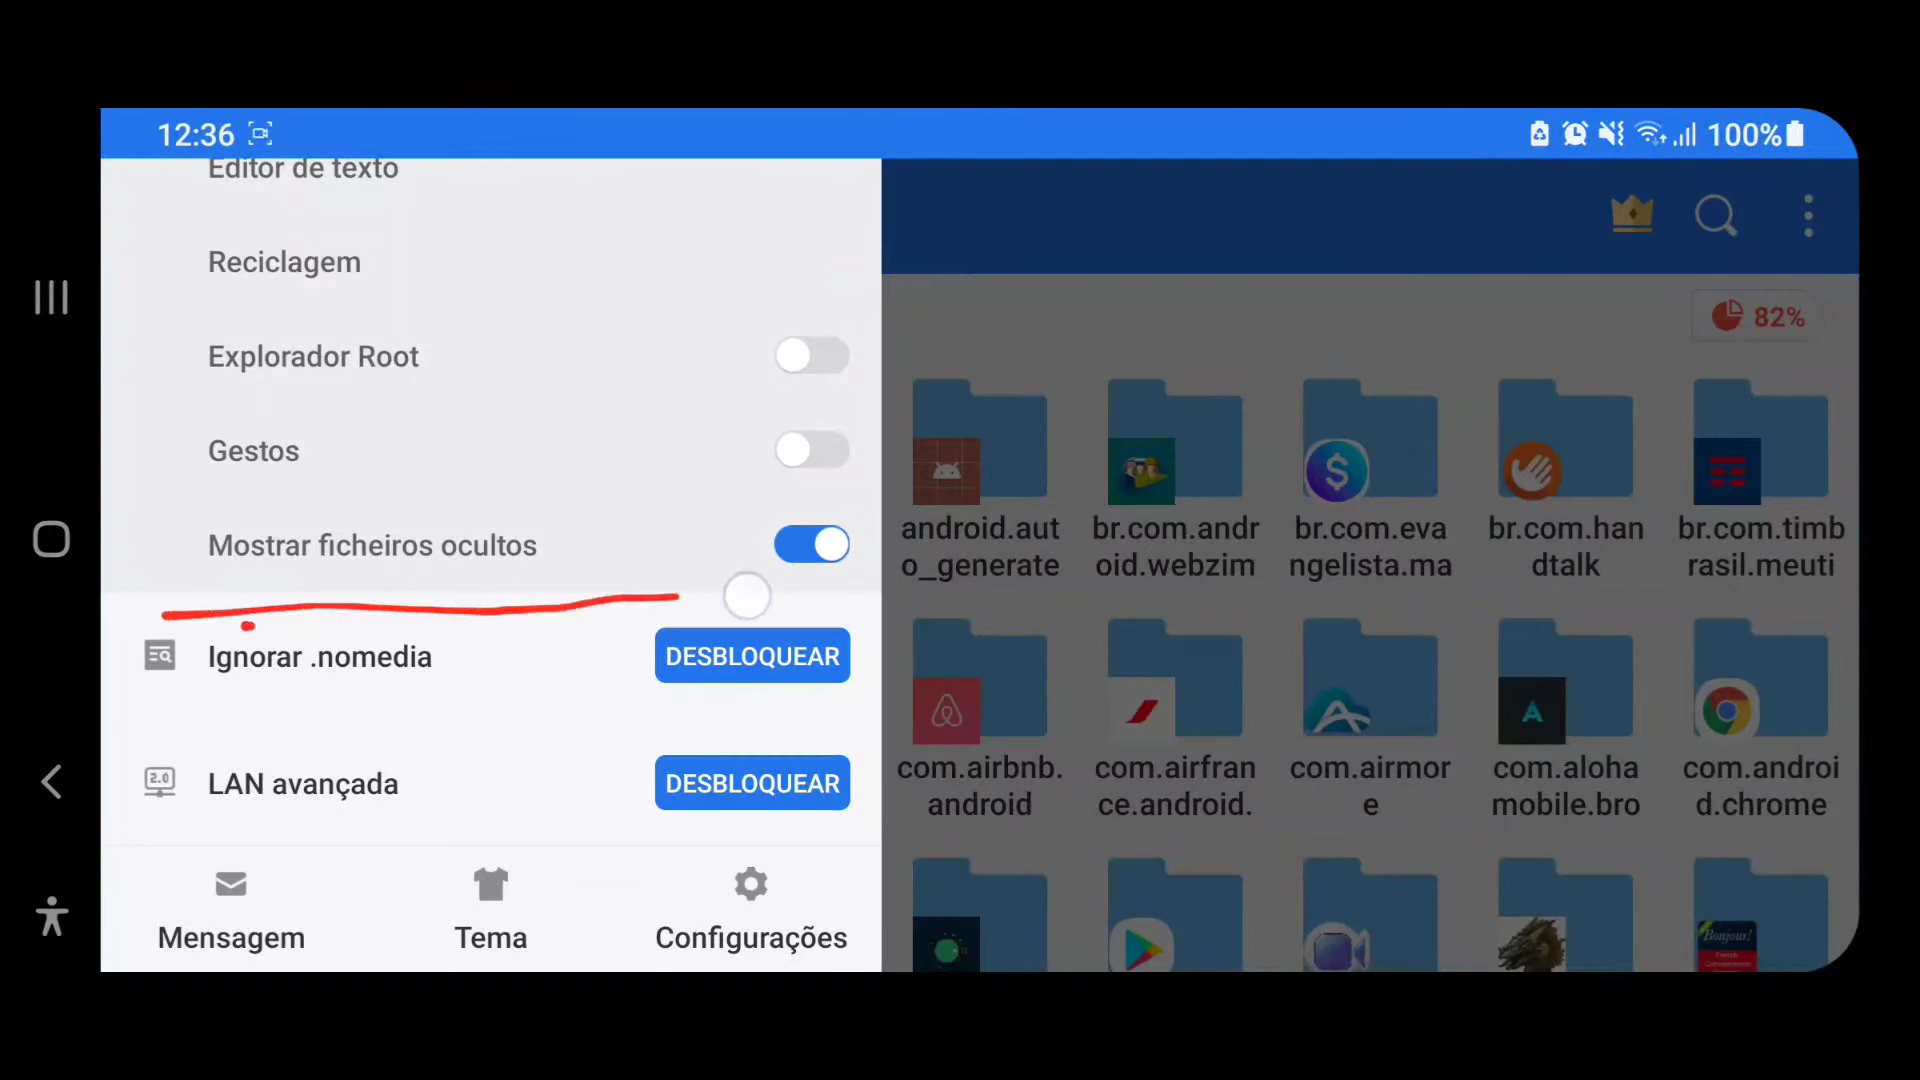 12:36
100%
Editor de texto
Reciclagem
Explorador Root
Gestos
Mostrar ficheiros ocultos
Ignorar .nomedia
DESBLOQUEAR
2.0
LAN avançada
DESBLOQUEAR
Mensagem
Tema
Configurações
82%
android.aut
o_generate
br.com.andr
oid.webzim
br.com.eva
ngelista.ma
br.com.han
dtalk
br.com.timb
rasil.meuti
com.airbnb.
android
com.airfran
ce.android.
com.airmor
e
com.aloha
mobile.bro
com.androi
d.chrome
Bonjour!